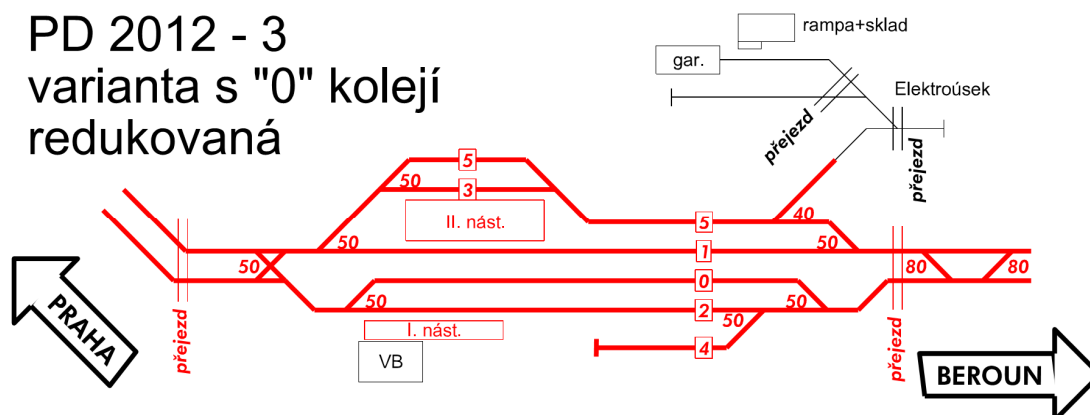 PD 2012 - 3
varianta s "0" kolejí
redukovaná
rampa+sklad
gar.
Elektroúsek
přejezd
přejezd
5
50
3
II. nást.
5
40
50
1
50
50
0
80
80
50
50
2
50
I. nást.
4
VB
PRAHA
přejezd
přejezd
BEROUN